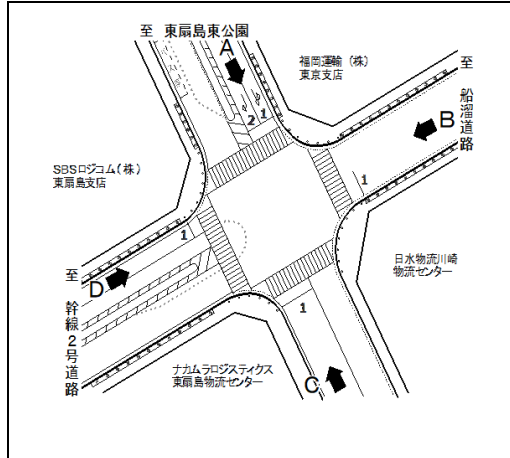 至 東扇島東公園
A
福岡運輸（株）
東京支店
至 船溜道路
B
2 1
SBSロジコム（株）
東扇島支店
1
1
日水物流川崎
物流センター
D
至 幹線2号道路
1
ナカムラロジスティクス
東扇島物流センター
C